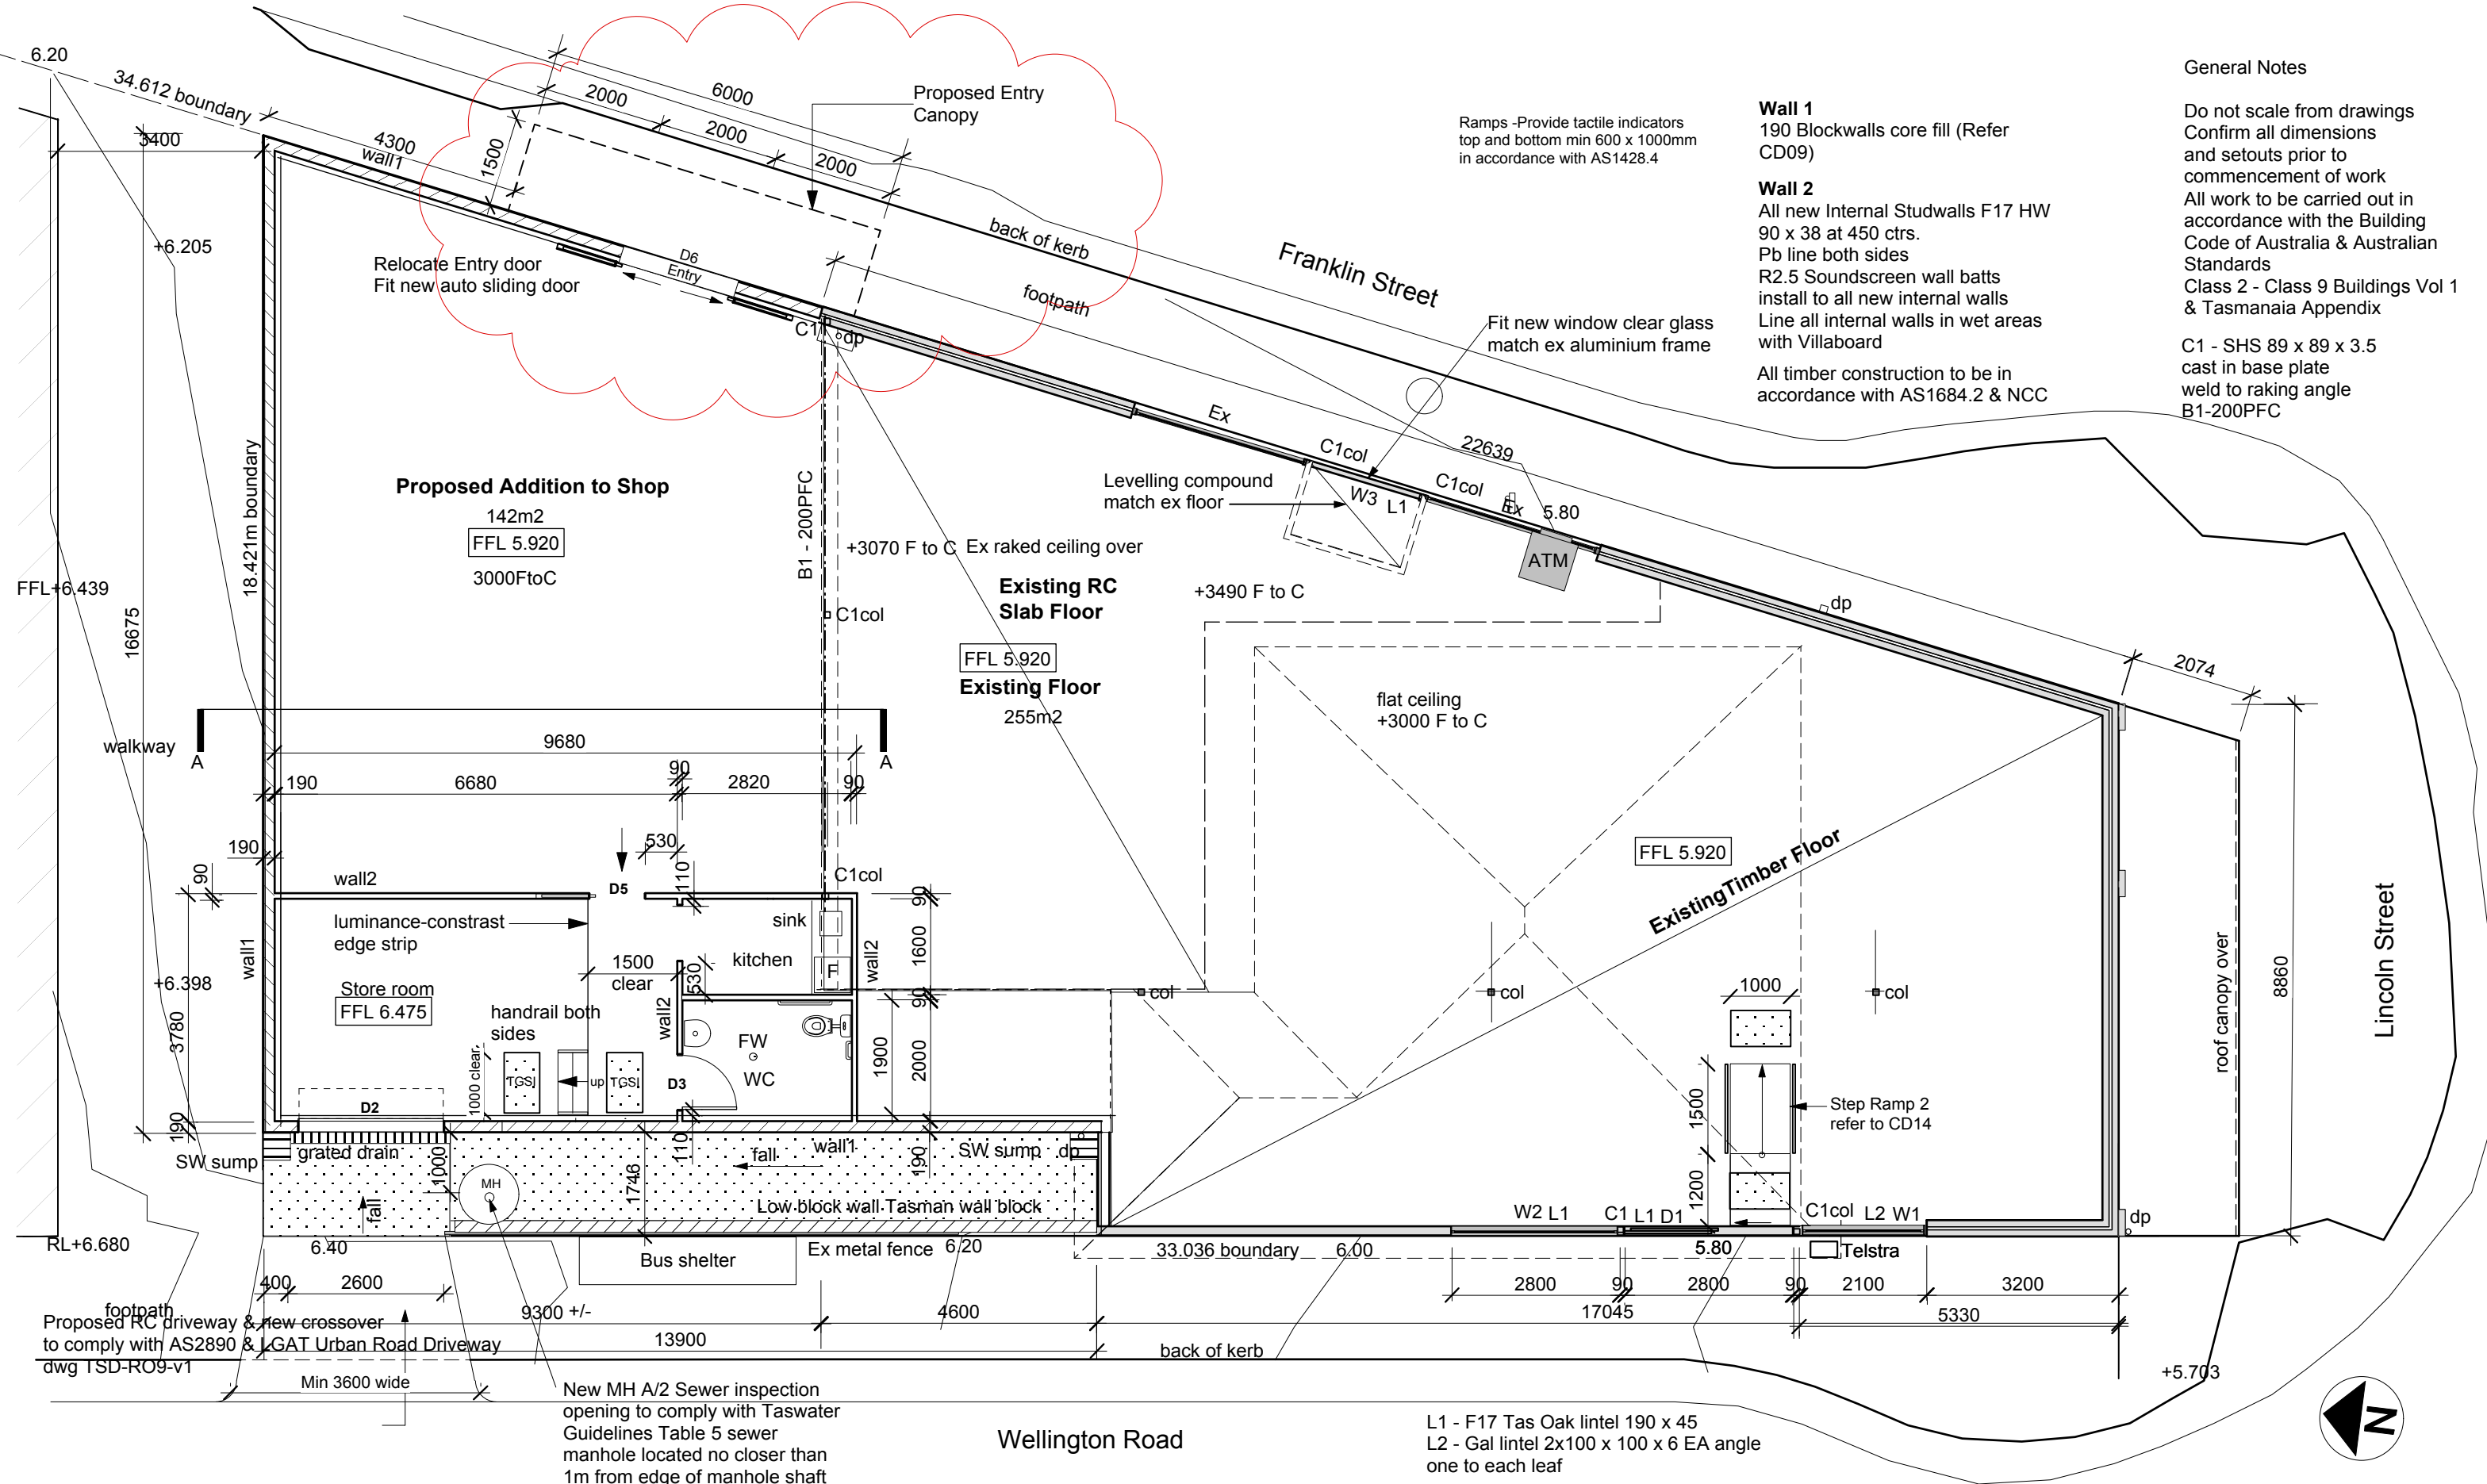 6.20
34.612 boundary
3400
4300
wall1
1500
2000
2000
2000
6000
Proposed Entry
Canopy
Ramps -Provide tactile indicators
top and bottom min 600 x 1000mm
in accordance with AS1428.4
Wall 1
190 Blockwalls core fill (Refer
CD09)
Wall 2
All new Internal Studwalls F17 HW
90 x 38 at 450 ctrs.
Pb line both sides
R2.5 Soundscreen wall batts
install to all new internal walls
Line all internal walls in wet areas
with Villaboard
All timber construction to be in
accordance with AS1684.2 & NCC
General Notes
Do not scale from drawings
Confirm all dimensions
and setouts prior to
commencement of work
All work to be carried out in
accordance with the Building
Code of Australia & Australian
Standards
Class 2 - Class 9 Buildings Vol 1
& Tasmanaia Appendix
C1 - SHS 89 x 89 x 3.5
cast in base plate
weld to raking angle
B1-200PFC
+6.205
Relocate Entry door
Fit new auto sliding door
D6
Entry
C1
dp
back of kerb
footpath
Franklin Street
Fit new window clear glass
match ex aluminium frame
Ex
C1col
22639
C1col
Ex
5.80
W3
L1
ATM
Levelling compound
match ex floor
18.421m boundary
Proposed Addition to Shop
142m2
FFL 5.920
3000FtoC
B1 - 200PFC
+3070 F to C
Ex raked ceiling over
Existing RC
Slab Floor
+3490 F to C
C1col
dp
FFL+6.439
16675
FFL 5.920
Existing Floor
255m2
flat ceiling
+3000 F to C
2074
walkway
A
A
9680
190
6680
90
2820
90
190
90
wall2
530
D5
110
C1col
90
FFL 5.920
Existing Timber Floor
luminance-constrast
edge strip
sink
kitchen
F
wall2
1600
wall1
1500
clear
530
90
+6.398
Store room
FFL 6.475
handrail both
sides
wall2
FW
WC
1900
2000
col
col
col
1000
roof canopy over
8860
Lincoln Street
3780
1000 clear
TGSI
up
TGSI
D3
D2
1500
Step Ramp 2
refer to CD14
190
SW sump
grated drain
1000
MH
1746
110
fall
wall1
190
SW sump
dp
1200
fall
Low block wall Tasman wall block
W2 L1
C1 L1 D1
C1col
L2 W1
dp
RL+6.680
6.40
Bus shelter
Ex metal fence
6.20
33.036 boundary
6.00
5.80
Telstra
400
2600
2800
90
2800
90
2100
3200
footpath
9300 +/-
4600
17045
5330
Proposed RC driveway & new crossover
to comply with AS2890 & LGAT Urban Road Driveway
dwg TSD-RO9-v1
13900
back of kerb
Min 3600 wide
+5.703
New MH A/2 Sewer inspection
opening to comply with Taswater
Guidelines Table 5 sewer
manhole located no closer than
1m from edge of manhole shaft
Wellington Road
L1 - F17 Tas Oak lintel 190 x 45
L2 - Gal lintel 2x100 x 100 x 6 EA angle
one to each leaf
N